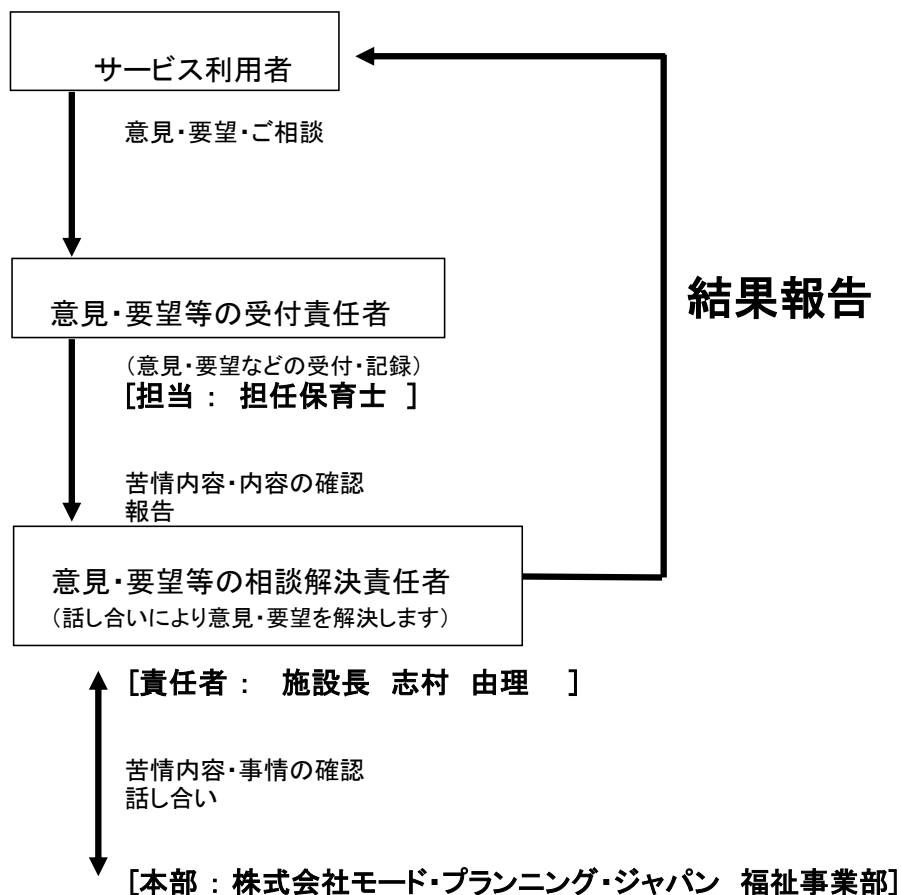 サービス利用者
意見・要望・ご相談
意見・要望等の受付責任者
（意見・要望などの受付・記録）
[担当 ： 担任保育士 ]
結果報告
苦情内容・内容の確認
報告
意見・要望等の相談解決責任者
（話し合いにより意見・要望を解決します）
[責任者 ： 施設長 志村 由理 ]
苦情内容・事情の確認
話し合い
[本部 ： 株式会社モード・プランニング・ジャパン 福祉事業部]